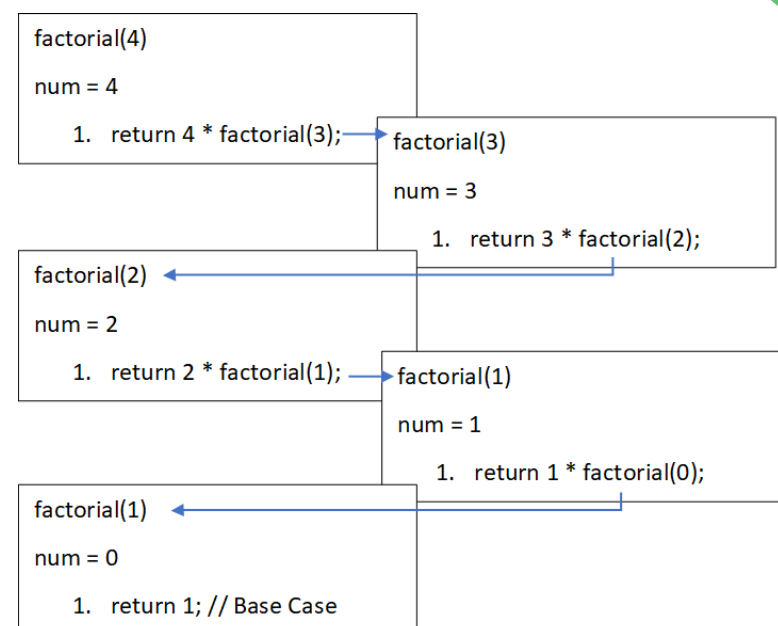 factorial(4)
num = 4
1. return 4 * factorial(3);
factorial(3)
num = 3
1. return 3 * factorial(2);
factorial(2)
num = 2
1. return 2 * factorial(1);
factorial(1)
num = 1
1. return 1 * factorial(0);
factorial(1)
num = 0
1. return 1; // Base Case